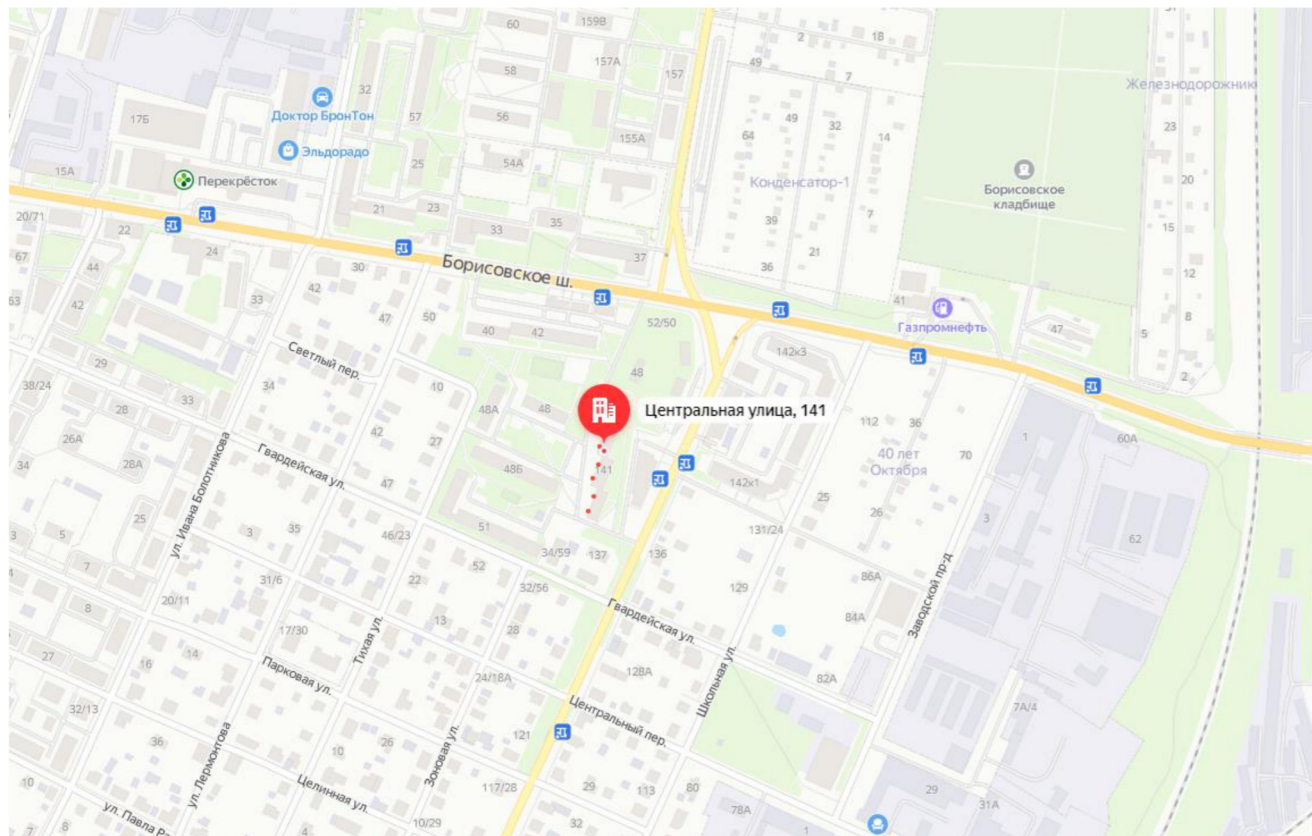 60
159В
2
18
58
157А
157
49
7
Железнодорожник
Доктор БронТон
32
57
56
17Б
Эльдорадо
155А
64
49
32
14
23
25
54А
15А
Перекрёсток
Конденсатор-1
Борисовское
кладбище
20
21
23
35
33
39
7
15
20/71
22
24
37
21
36
67
44
30
Борисовское ш.
12
63
42
33
42
47
50
40
42
52/50
41
Газпромнефть
47
8
5
142к3
Светлый пер.
29
48
2
38/24
34
10
33
28
48А
48
Центральная улица, 141
112
36
26А
42
27
1
60А
34
28А
Гвардейская ул.
48Б
141
40 лет
Октября
70
47
142к1
25
ул. Ивана Болотникова
25
26
3
5
3
35
51
46/23
131/24
3
62
34/59
137
136
7
31/6
22
52
32/56
129
86А
20/11
8
Тихая ул.
13
28
Гвардейская ул.
84А
Заводской пр-д
17/30
27
16
14
Парковая ул.
24/18А
128А
82А
Школьная ул.
7А/4
32/13
Центральный пер.
36
ул. Лермонтова
10
26
Зоновая ул.
121
10
Целинная ул.
117/28
29
113
80
29
31А
78А
ул. Павла Ра
7
8
10/29
32
1